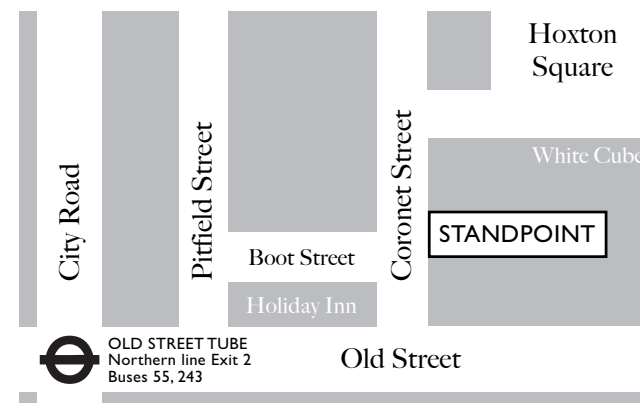 Hoxton
Square
White Cube
City Road
Pitfield Street
Coronet Street
STANDPOINT
Boot Street
Holiday Inn
OLD STREET TUBE
Northern line Exit 2
Buses 55, 243
Old Street